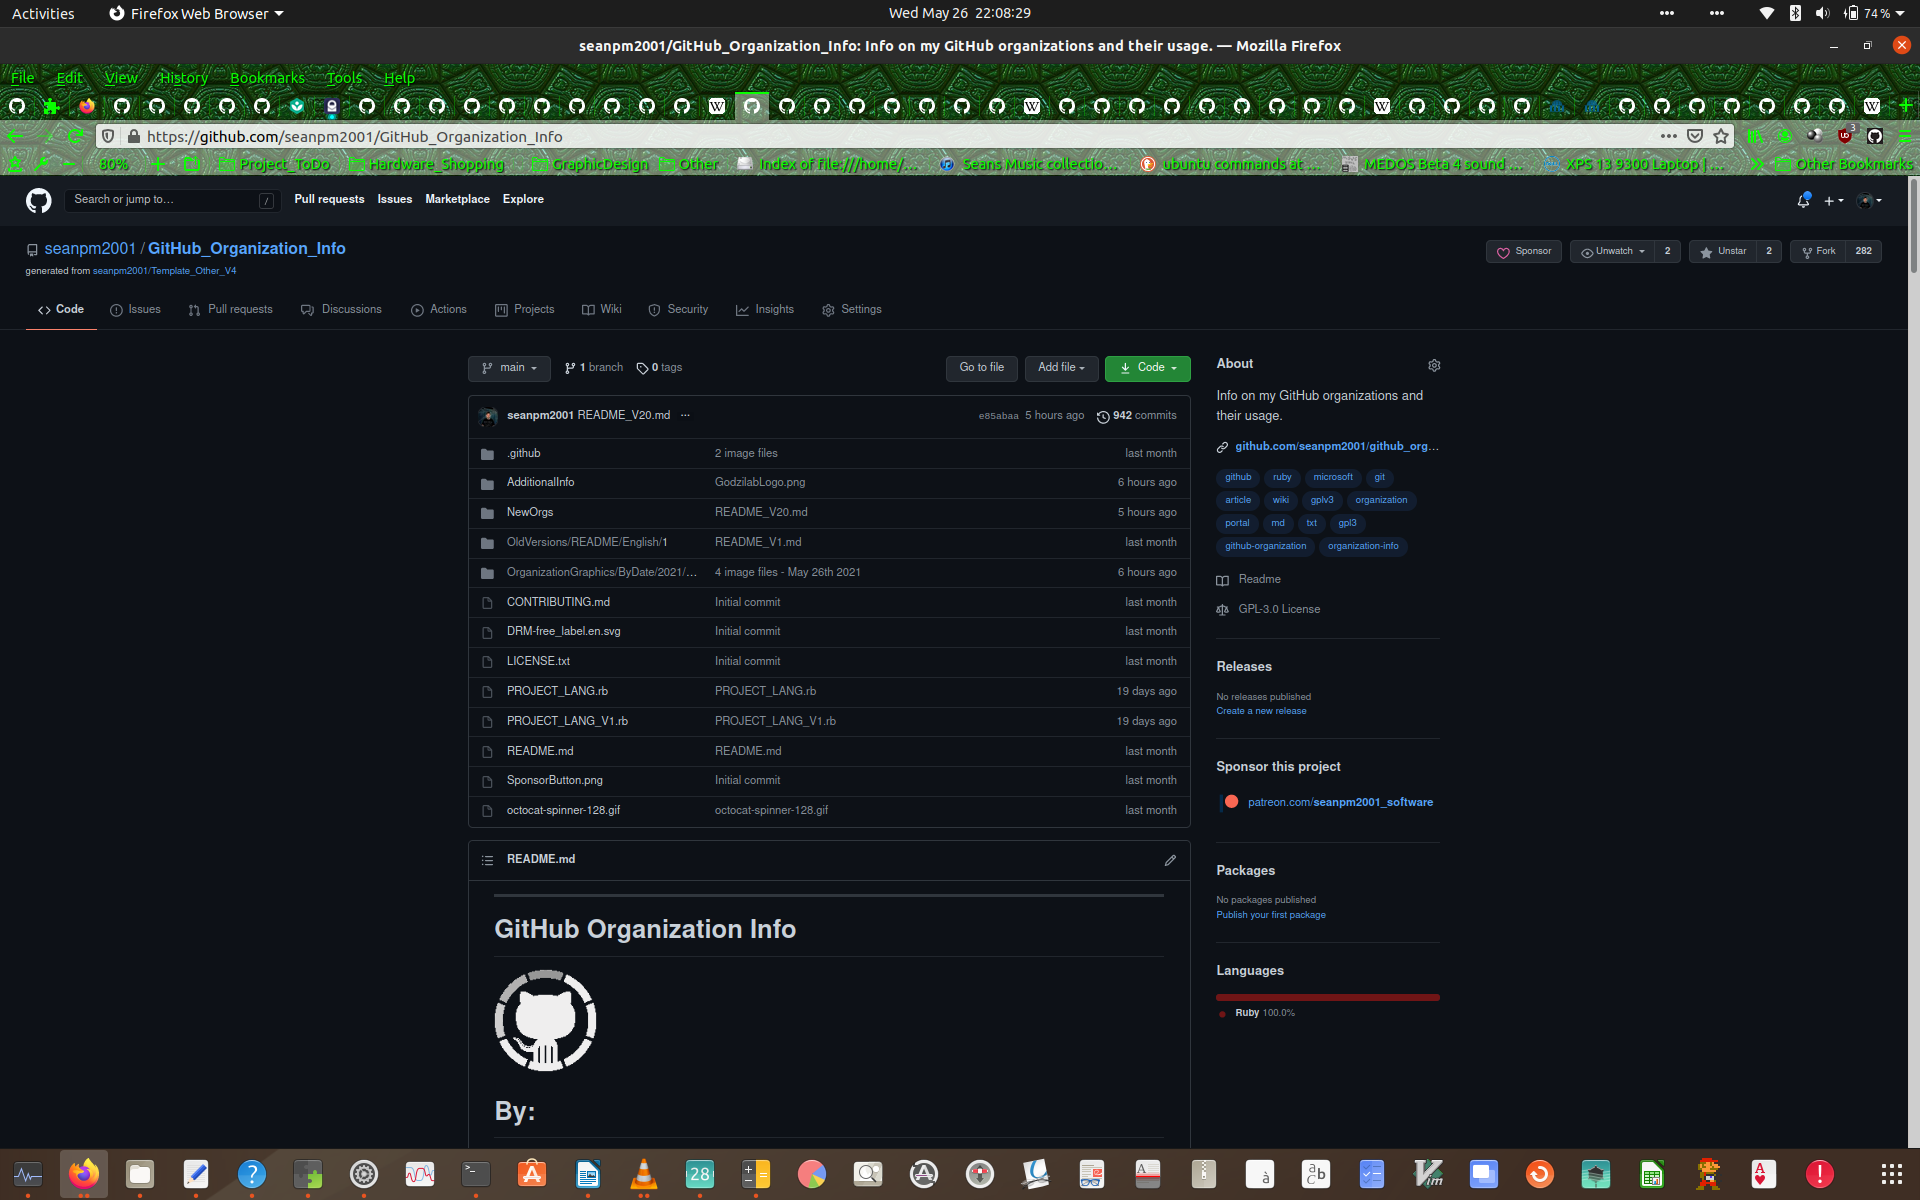 Activities
Firefox Web Browser
Wed May 26 22:08:29
74 %
seanpm2001/GitHub_Organization_Info: Info on my GitHub organizations and their usage. — Mozilla Firefox
File Edit View History Bookmarks Tools Help
https://github.com/seanpm2001/GitHub_Organization_Info
3
80%
Project_ToDo
Hardware_Shopping
GraphicDesign
Other
Index of file:///home/...
Seans Music collectio...
ubuntu commands at ...
MEDOS Beta 4 sound ...
XPS 13 9300 Laptop | ...
Other Bookmarks
Search or jump to…
/
Pull requests Issues Marketplace Explore
seanpm2001 / GitHub_Organization_Info
generated from seanpm2001/Template_Other_V4
Sponsor
Unwatch 2
Unstar 2
Fork 282
Code Issues Pull requests Discussions Actions Projects Wiki Security Insights Settings
main
1 branch
0 tags
Go to file
Add file
Code
seanpm2001 README_V20.md ...
e85abaa 5 hours ago
942 commits
.github 2 image files last month
AdditionalInfo GodzilabLogo.png 6 hours ago
NewOrgs README_V20.md 5 hours ago
OldVersions/README/English/1 README_V1.md last month
OrganizationGraphics/ByDate/2021/... 4 image files - May 26th 2021 6 hours ago
CONTRIBUTING.md Initial commit last month
DRM-free_label.en.svg Initial commit last month
LICENSE.txt Initial commit last month
PROJECT_LANG.rb PROJECT_LANG.rb 19 days ago
PROJECT_LANG_V1.rb PROJECT_LANG_V1.rb 19 days ago
README.md README.md last month
SponsorButton.png Initial commit last month
octocat-spinner-128.gif octocat-spinner-128.gif last month
README.md
GitHub Organization Info
By:
About
Info on my GitHub organizations and
their usage.
github.com/seanpm2001/github_org...
github ruby microsoft git
article wiki gplv3 organization
portal md txt gpl3
github-organization organization-info
Readme
GPL-3.0 License
Releases
No releases published
Create a new release
Sponsor this project
patreon.com/seanpm2001_software
Packages
No packages published
Publish your first package
Languages
Ruby 100.0%
28